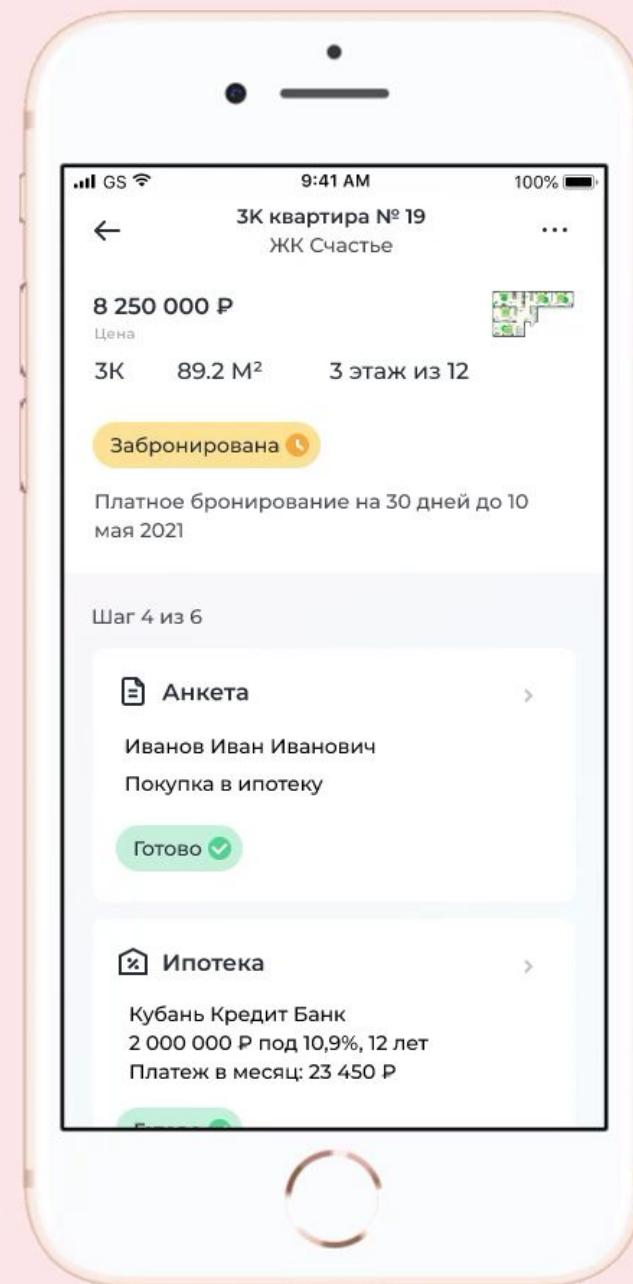 GS 9:41 AM 100%
3К квартира № 19
ЖК Счастье
8 250 000 ₽
Цена
3К 89.2 М² 3 этаж из 12
Забронирована
Платное бронирование на 30 дней до 10
мая 2021
Шаг 4 из 6
Анкета
Иванов Иван Иванович
Покупка в ипотеку
Готово
Ипотека
Кубань Кредит Банк
2 000 000 ₽ под 10,9%, 12 лет
Платеж в месяц: 23 450 ₽